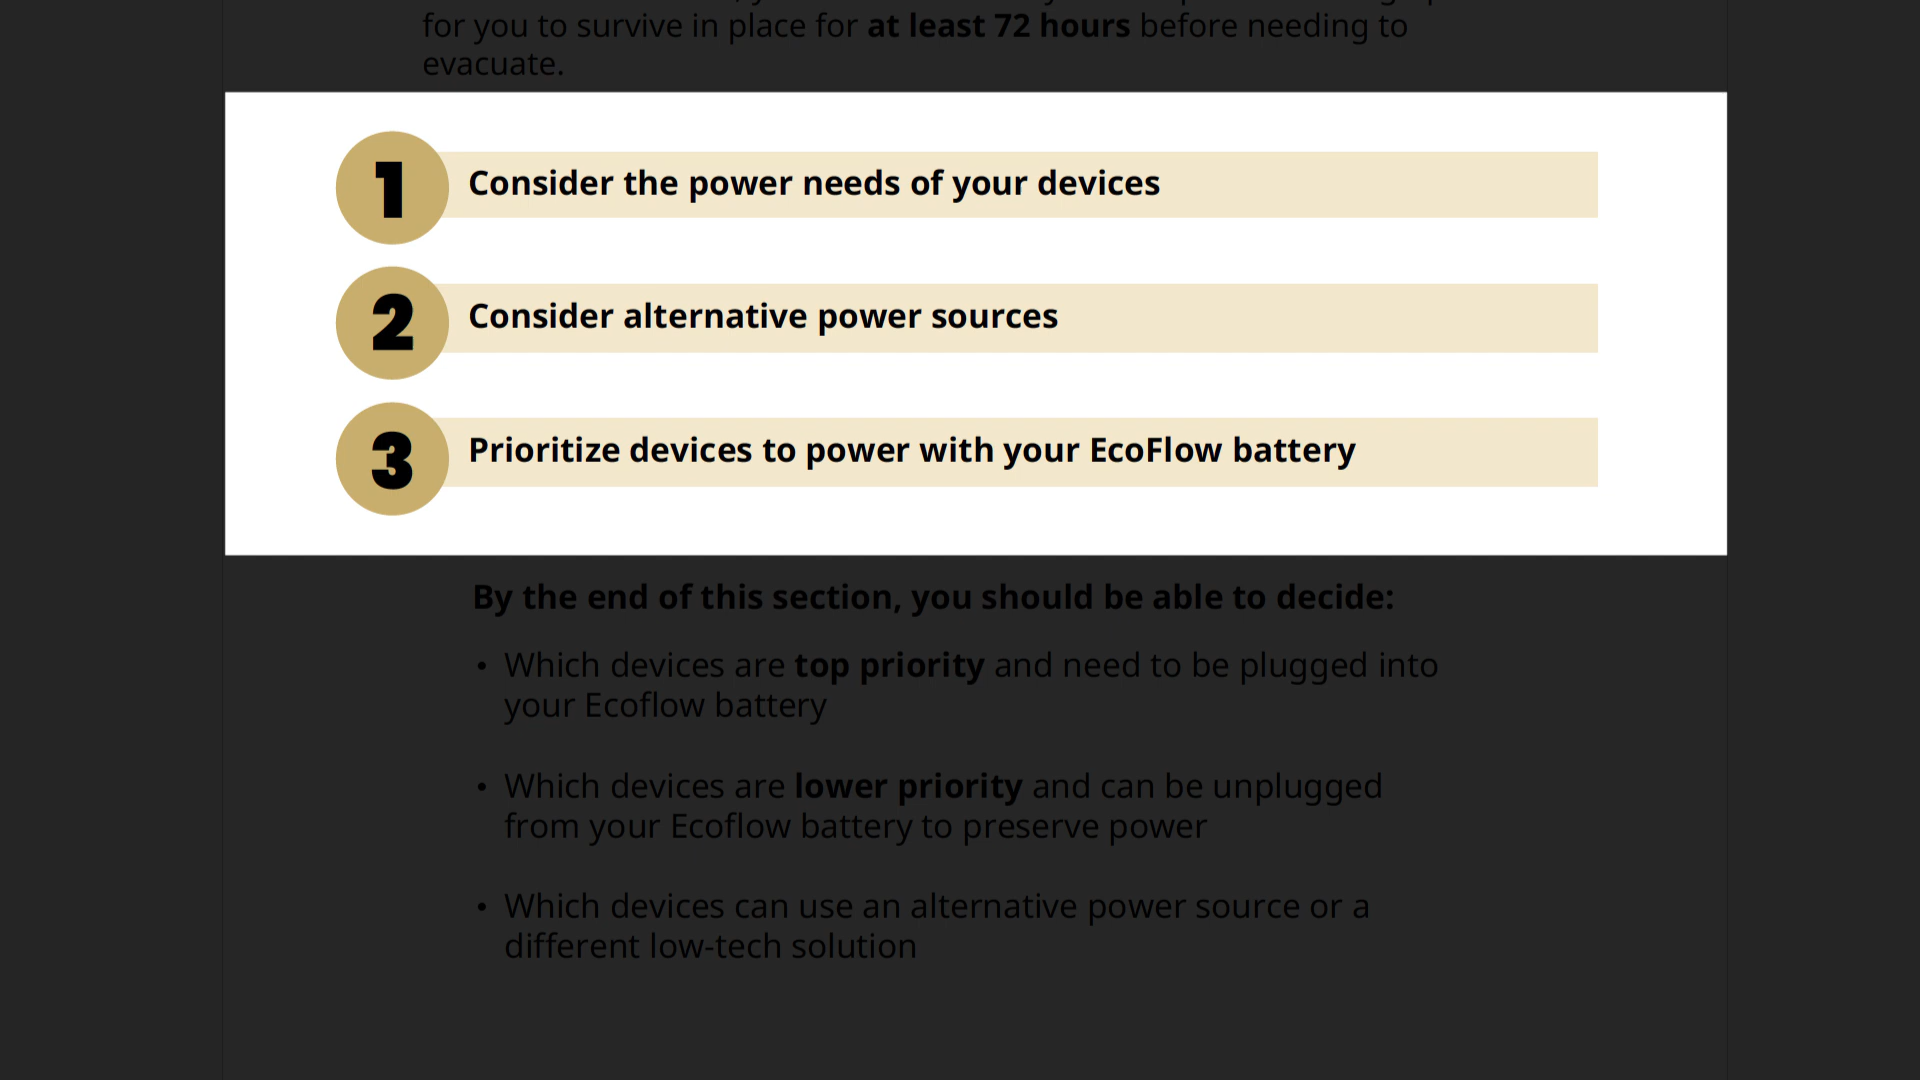 for you to survive in place for at least 72 hours before needing to
evacuate.
1
Consider the power needs of your devices
2
Consider alternative power sources
3
Prioritize devices to power with your EcoFlow battery
By the end of this section, you should be able to decide:
• Which devices are top priority and need to be plugged into
your Ecoflow battery
• Which devices are lower priority and can be unplugged
from your Ecoflow battery to preserve power
• Which devices can use an alternative power source or a
different low-tech solution